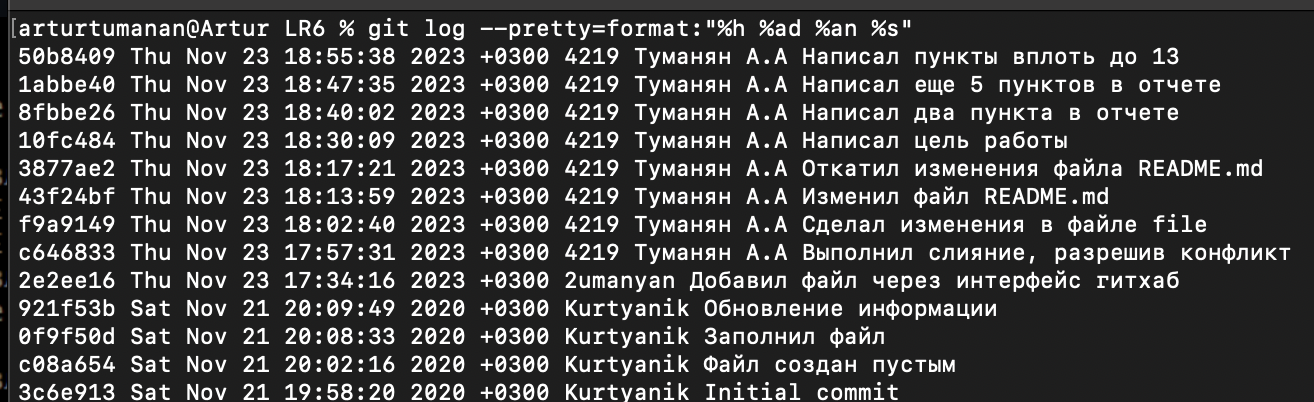 [arturtumanan@Artur LR6 % git log --pretty=format:"%h %ad %an %s"
50b8409 Thu Nov 23 18:55:38 2023 +0300 4219 Туманян А.А Написал пункты вплоть до 13
1abbe40 Thu Nov 23 18:47:35 2023 +0300 4219 Туманян А.А Написал еще 5 пунктов в отчете
8fbbe26 Thu Nov 23 18:40:02 2023 +0300 4219 Туманян А.А Написал два пункта в отчете
10fc484 Thu Nov 23 18:30:09 2023 +0300 4219 Туманян А.А Написал цель работы
3877ae2 Thu Nov 23 18:17:21 2023 +0300 4219 Туманян А.А Откатил изменения файла README.md
43f24bf Thu Nov 23 18:13:59 2023 +0300 4219 Туманян А.А Изменил файл README.md
f9a9149 Thu Nov 23 18:02:40 2023 +0300 4219 Туманян А.А Сделал изменения в файле file
c646833 Thu Nov 23 17:57:31 2023 +0300 4219 Туманян А.А Выполнил слияние, разрешив конфликт
2e2ee16 Thu Nov 23 17:34:16 2023 +0300 2umanyan Добавил файл через интерфейс гитхаб
921f53b Sat Nov 21 20:09:49 2020 +0300 Kurtyanik Обновление информации
0f9f50d Sat Nov 21 20:08:33 2020 +0300 Kurtyanik Заполнил файл
c08a654 Sat Nov 21 20:02:16 2020 +0300 Kurtyanik Файл создан пустым
3c6e913 Sat Nov 21 19:58:20 2020 +0300 Kurtyanik Initial commit